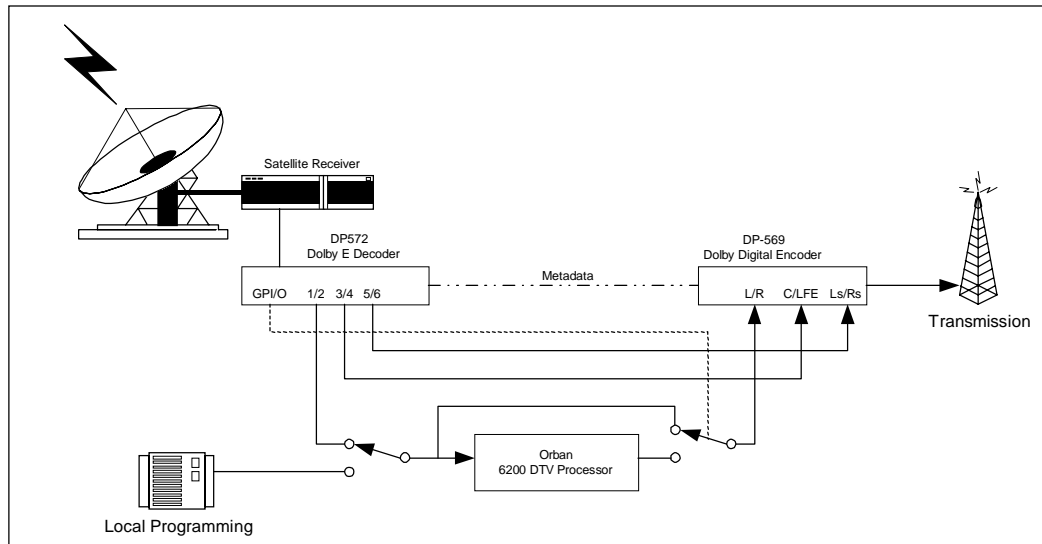 Satellite Receiver
DP572
Dolby E Decoder
GPI/O 1/2 3/4 5/6
Metadata
DP-569
Dolby Digital Encoder
L/R C/LFE Ls/Rs
Transmission
Orban
6200 DTV Processor
Local Programming